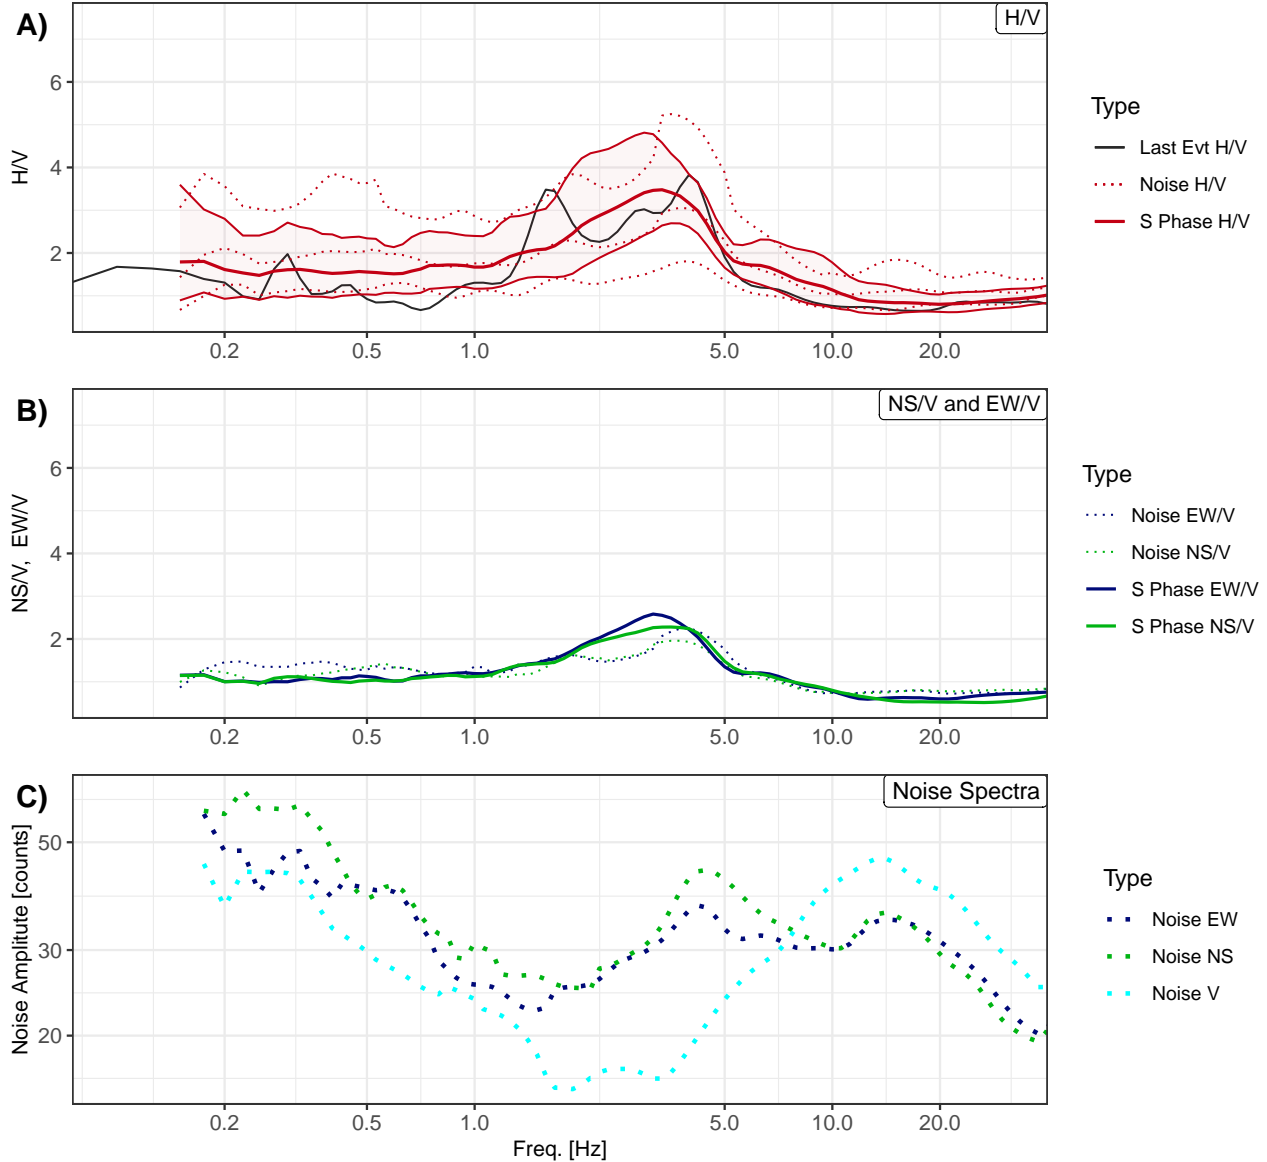 A)
H/V
6
4
2
H/V
0.2 0.5 1.0 5.0 10.0 20.0
Type
Last Evt H/V
Noise H/V
S Phase H/V
B)
NS/V and EW/V
6
4
2
NS/V, EW/V
0.2 0.5 1.0 5.0 10.0 20.0
Type
Noise EW/V
Noise NS/V
S Phase EW/V
S Phase NS/V
C)
Noise Spectra
50
30
20
Noise Amplitude [counts]
0.2 0.5 1.0 5.0 10.0 20.0
Freq. [Hz]
Type
Noise EW
Noise NS
Noise V